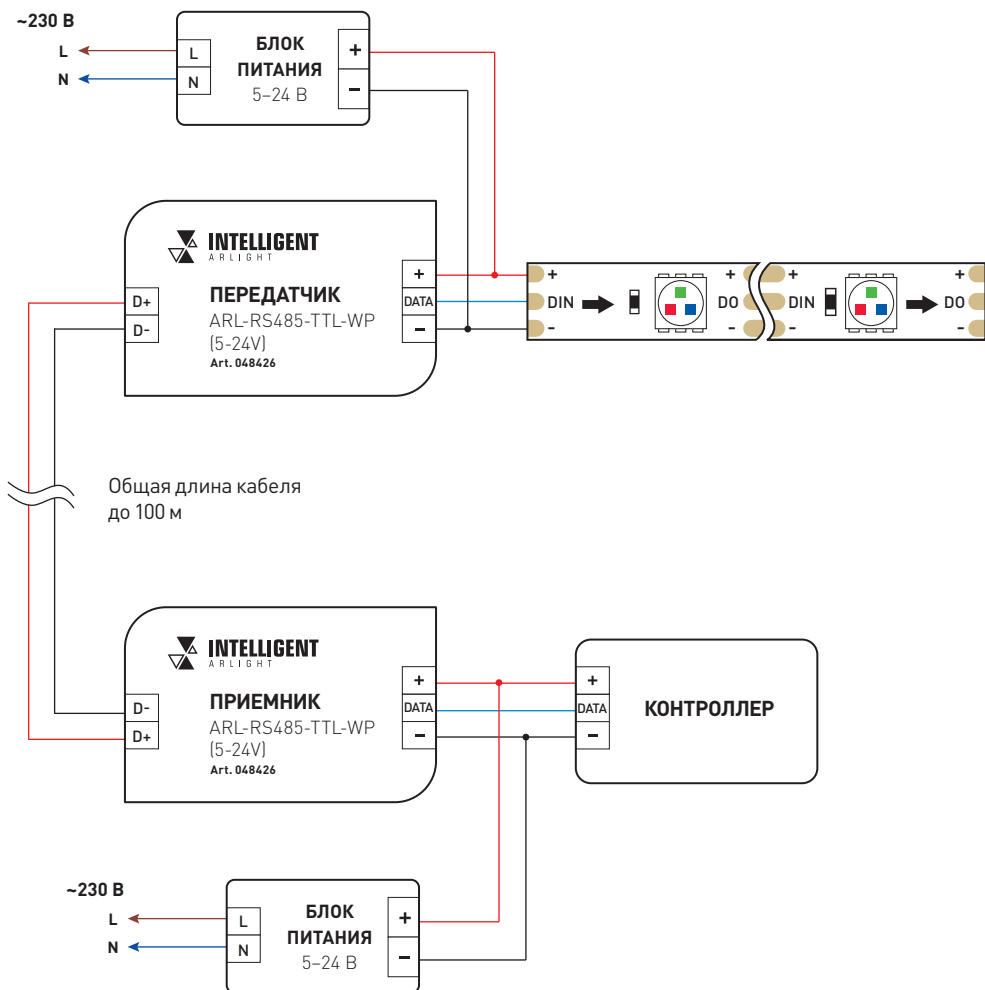 ~230 В
L
N
L
N
БЛОК
ПИТАНИЯ
5–24 В
+
−
INTELLIGENT
ARLIGHT
ПЕРЕДАТЧИК
ARL-RS485-TTL-WP
(5-24V)
Art. 048426
D+
D-
+
DATA
−
+
DIN
-
+
DO
-
+
DIN
-
+
DO
-
Общая длина кабеля
до 100 м
INTELLIGENT
ARLIGHT
ПРИЕМНИК
ARL-RS485-TTL-WP
(5-24V)
Art. 048426
D-
D+
+
DATA
−
+
DATA
−
КОНТРОЛЛЕР
~230 В
L
N
L
N
БЛОК
ПИТАНИЯ
5–24 В
+
−